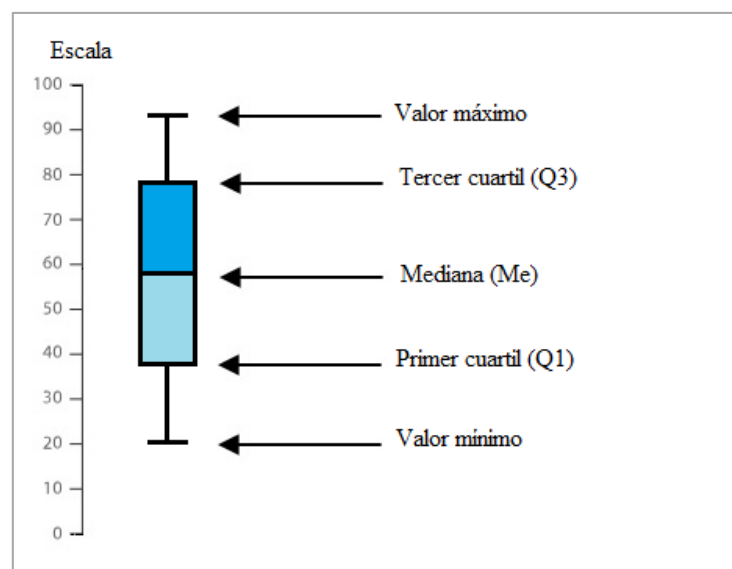 Escala
100
90
80
70
60
50
40
30
20
10
0
Valor máximo
Tercer cuartil (Q3)
Mediana (Me)
Primer cuartil (Q1)
Valor mínimo